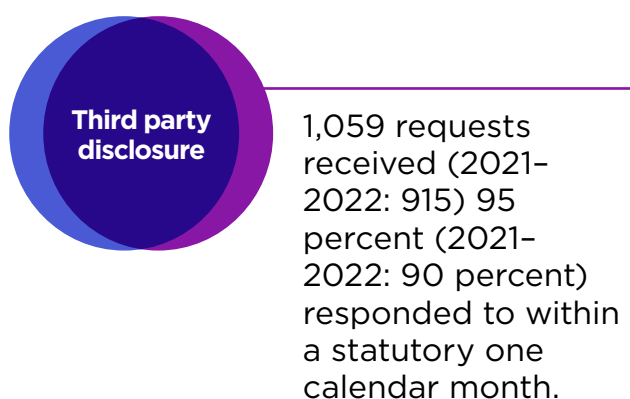 Third party
disclosure
1,059 requests
received (2021–
2022: 915) 95
percent (2021–
2022: 90 percent)
responded to within
a statutory one
calendar month.